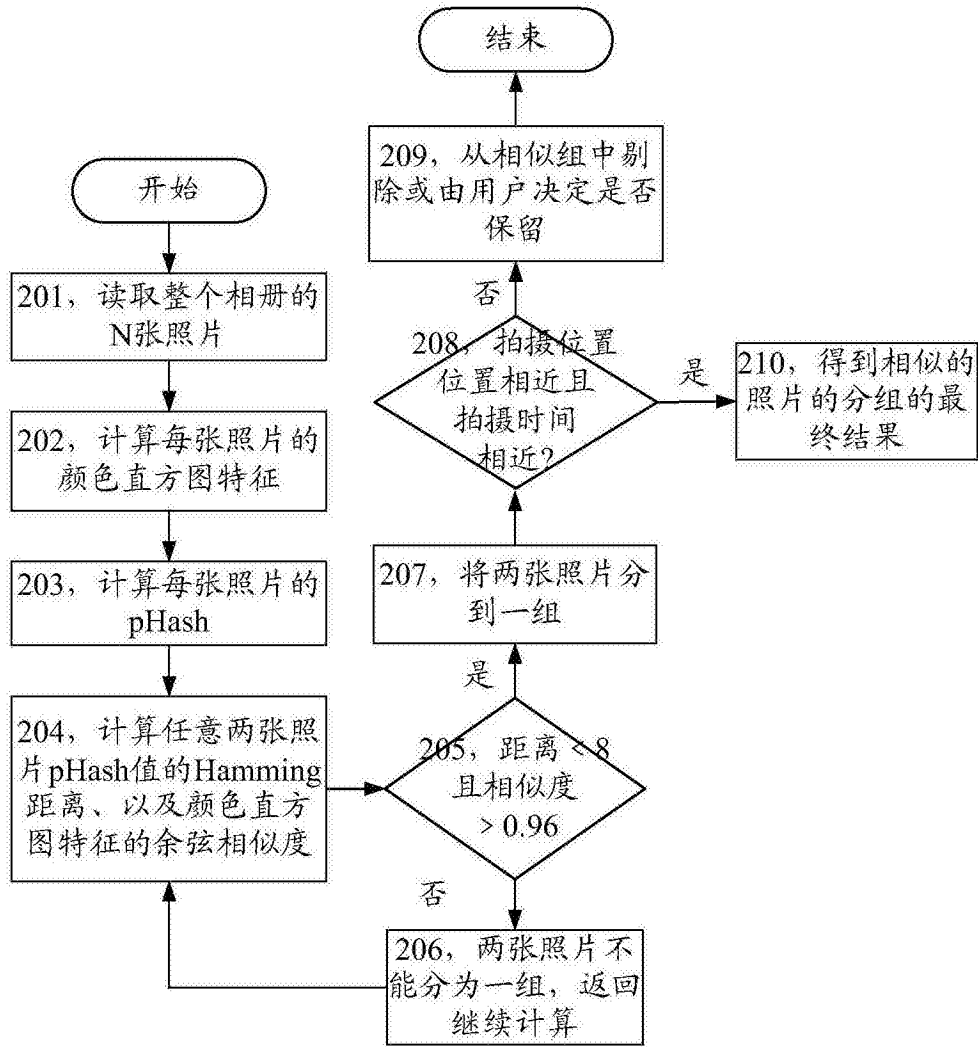 开始
201，读取整个相册的
N张照片
202，计算每张照片的
颜色直方图特征
203，计算每张照片的
pHash
204，计算任意两张照
片pHash值的Hamming
距离、以及颜色直方
图特征的余弦相似度
205，距离<8
且相似度
>0.96
否
206，两张照片不
能分为一组，返回
继续计算
是
207，将两张照片分
到一组
208，拍摄位置
位置相近且
拍摄时间
相近?
是
210，得到相似的
照片的分组的最
终结果
否
209，从相似组中剔
除或由用户决定是否
保留
结束